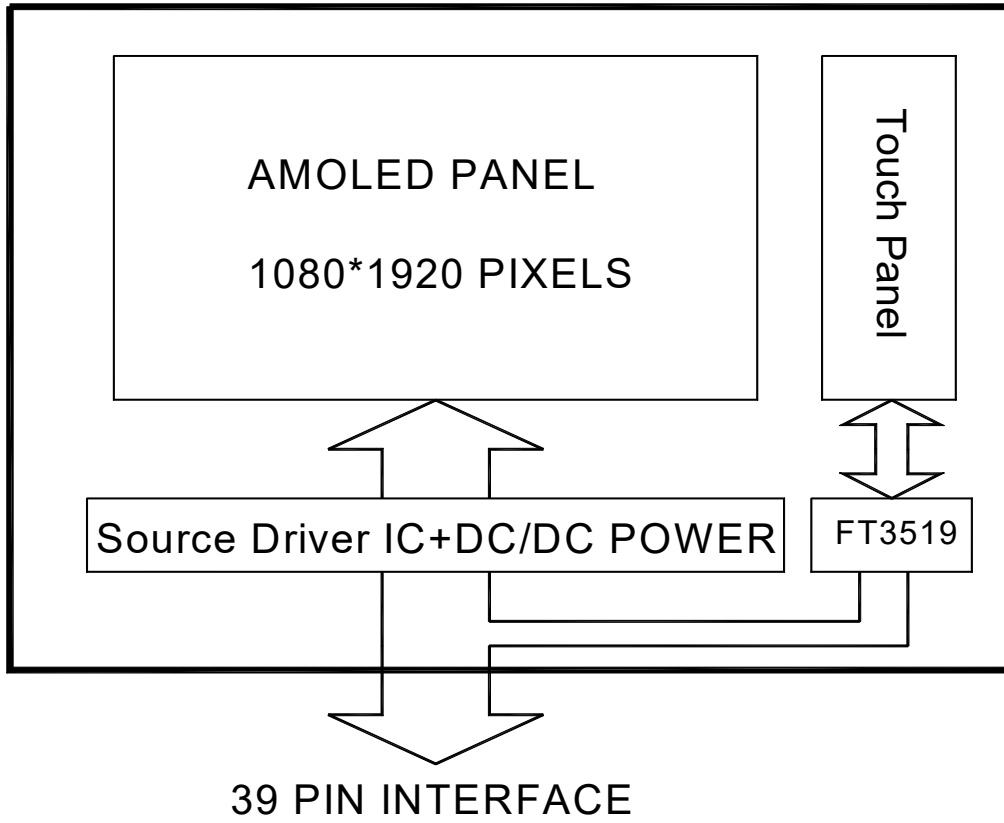 AMOLED PANEL
1080*1920 PIXELS
Touch Panel
Source Driver IC+DC/DC POWER
FT3519
39 PIN INTERFACE